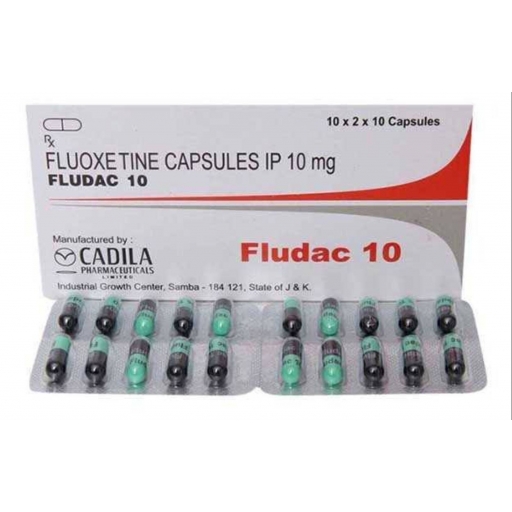 10 x 2 x 10 Capsules
Rx
FLUOXETINE CAPSULES IP 10 mg
FLUDAC 10
Manufactured by :
CADILA
PHARMACEUTICALS
LIMITED
Fludac 10
Industrial Growth Center, Samba - 184 121, State of J & K.